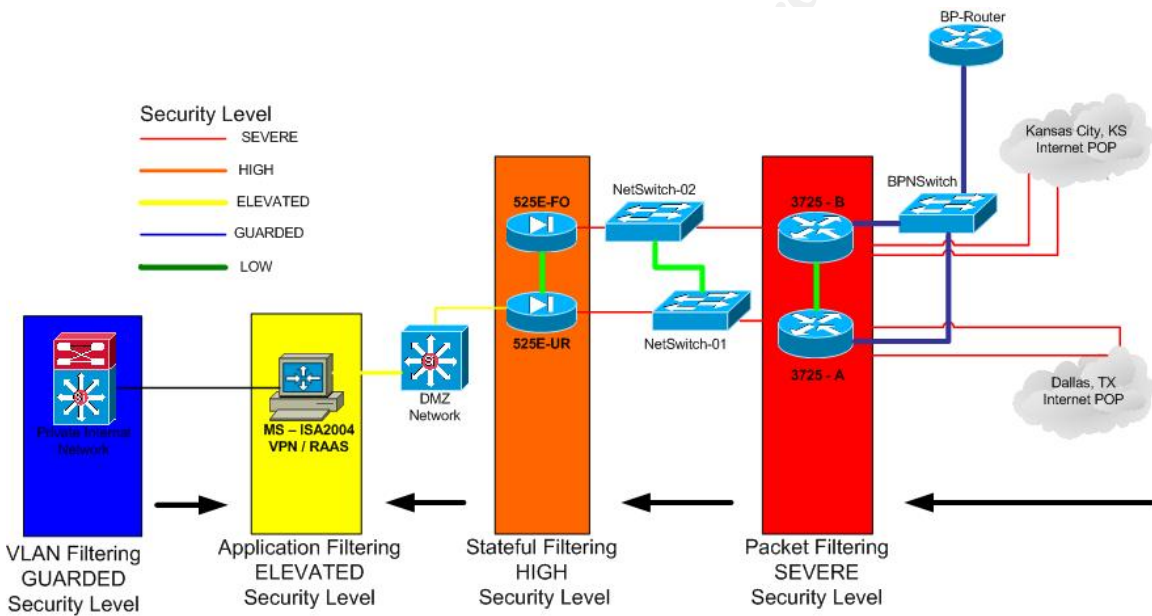 BP-Router
Security Level
SEVERE
HIGH
ELEVATED
GUARDED
LOW
Kansas City, KS
Internet POP
BPNSwitch
NetSwitch-02
525E-FO
3725 - B
525E-UR
NetSwitch-01
3725 - A
DMZ
Network
Dallas, TX
Internet POP
SI
SI
Private Internal
Network
MS – ISA2004
VPN / RAAS
VLAN Filtering
GUARDED
Security Level
Application Filtering
ELEVATED
Security Level
Stateful Filtering
HIGH
Security Level
Packet Filtering
SEVERE
Security Level